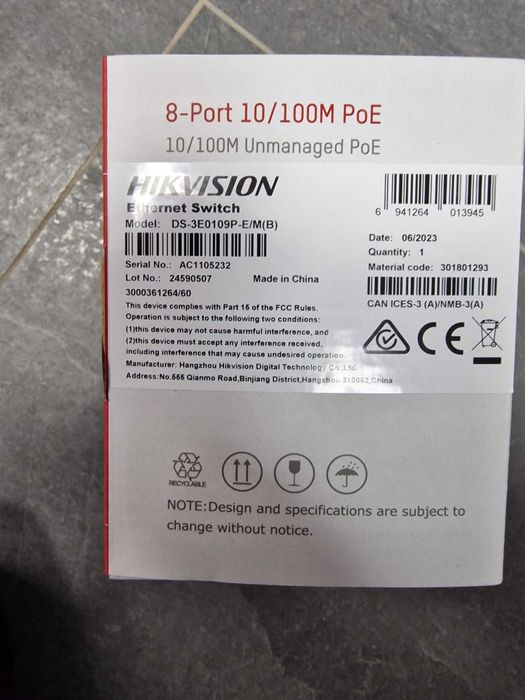 8-Port 10/100M PoE
10/100M Unmanaged PoE
HIKVISION
Ethernet Switch
Model: DS-3E0109P-E/M(B)
6 941264 013945
Date: 06/2023
Quantity: 1
Material code: 301801293
Serial No.: AC1105232
Lot No.: 24590507 Made in China
3000361264/60
CAN ICES-3 (A)/NMB-3(A)
This device complies with Part 15 of the FCC Rules.
Operation is subject to the following two conditions:
(1)this device may not cause harmful interference, and
(2)this device must accept any interference received,
including interference that may cause undesired operation.
Manufacturer: Hangzhou Hikvision Digital Technology Co.,Ltd.
Address:No.555 Qianmo Road,Binjiang District,Hangzhou 310052,China
CE
RECYCLABLE
NOTE:Design and specifications are subject to
change without notice.